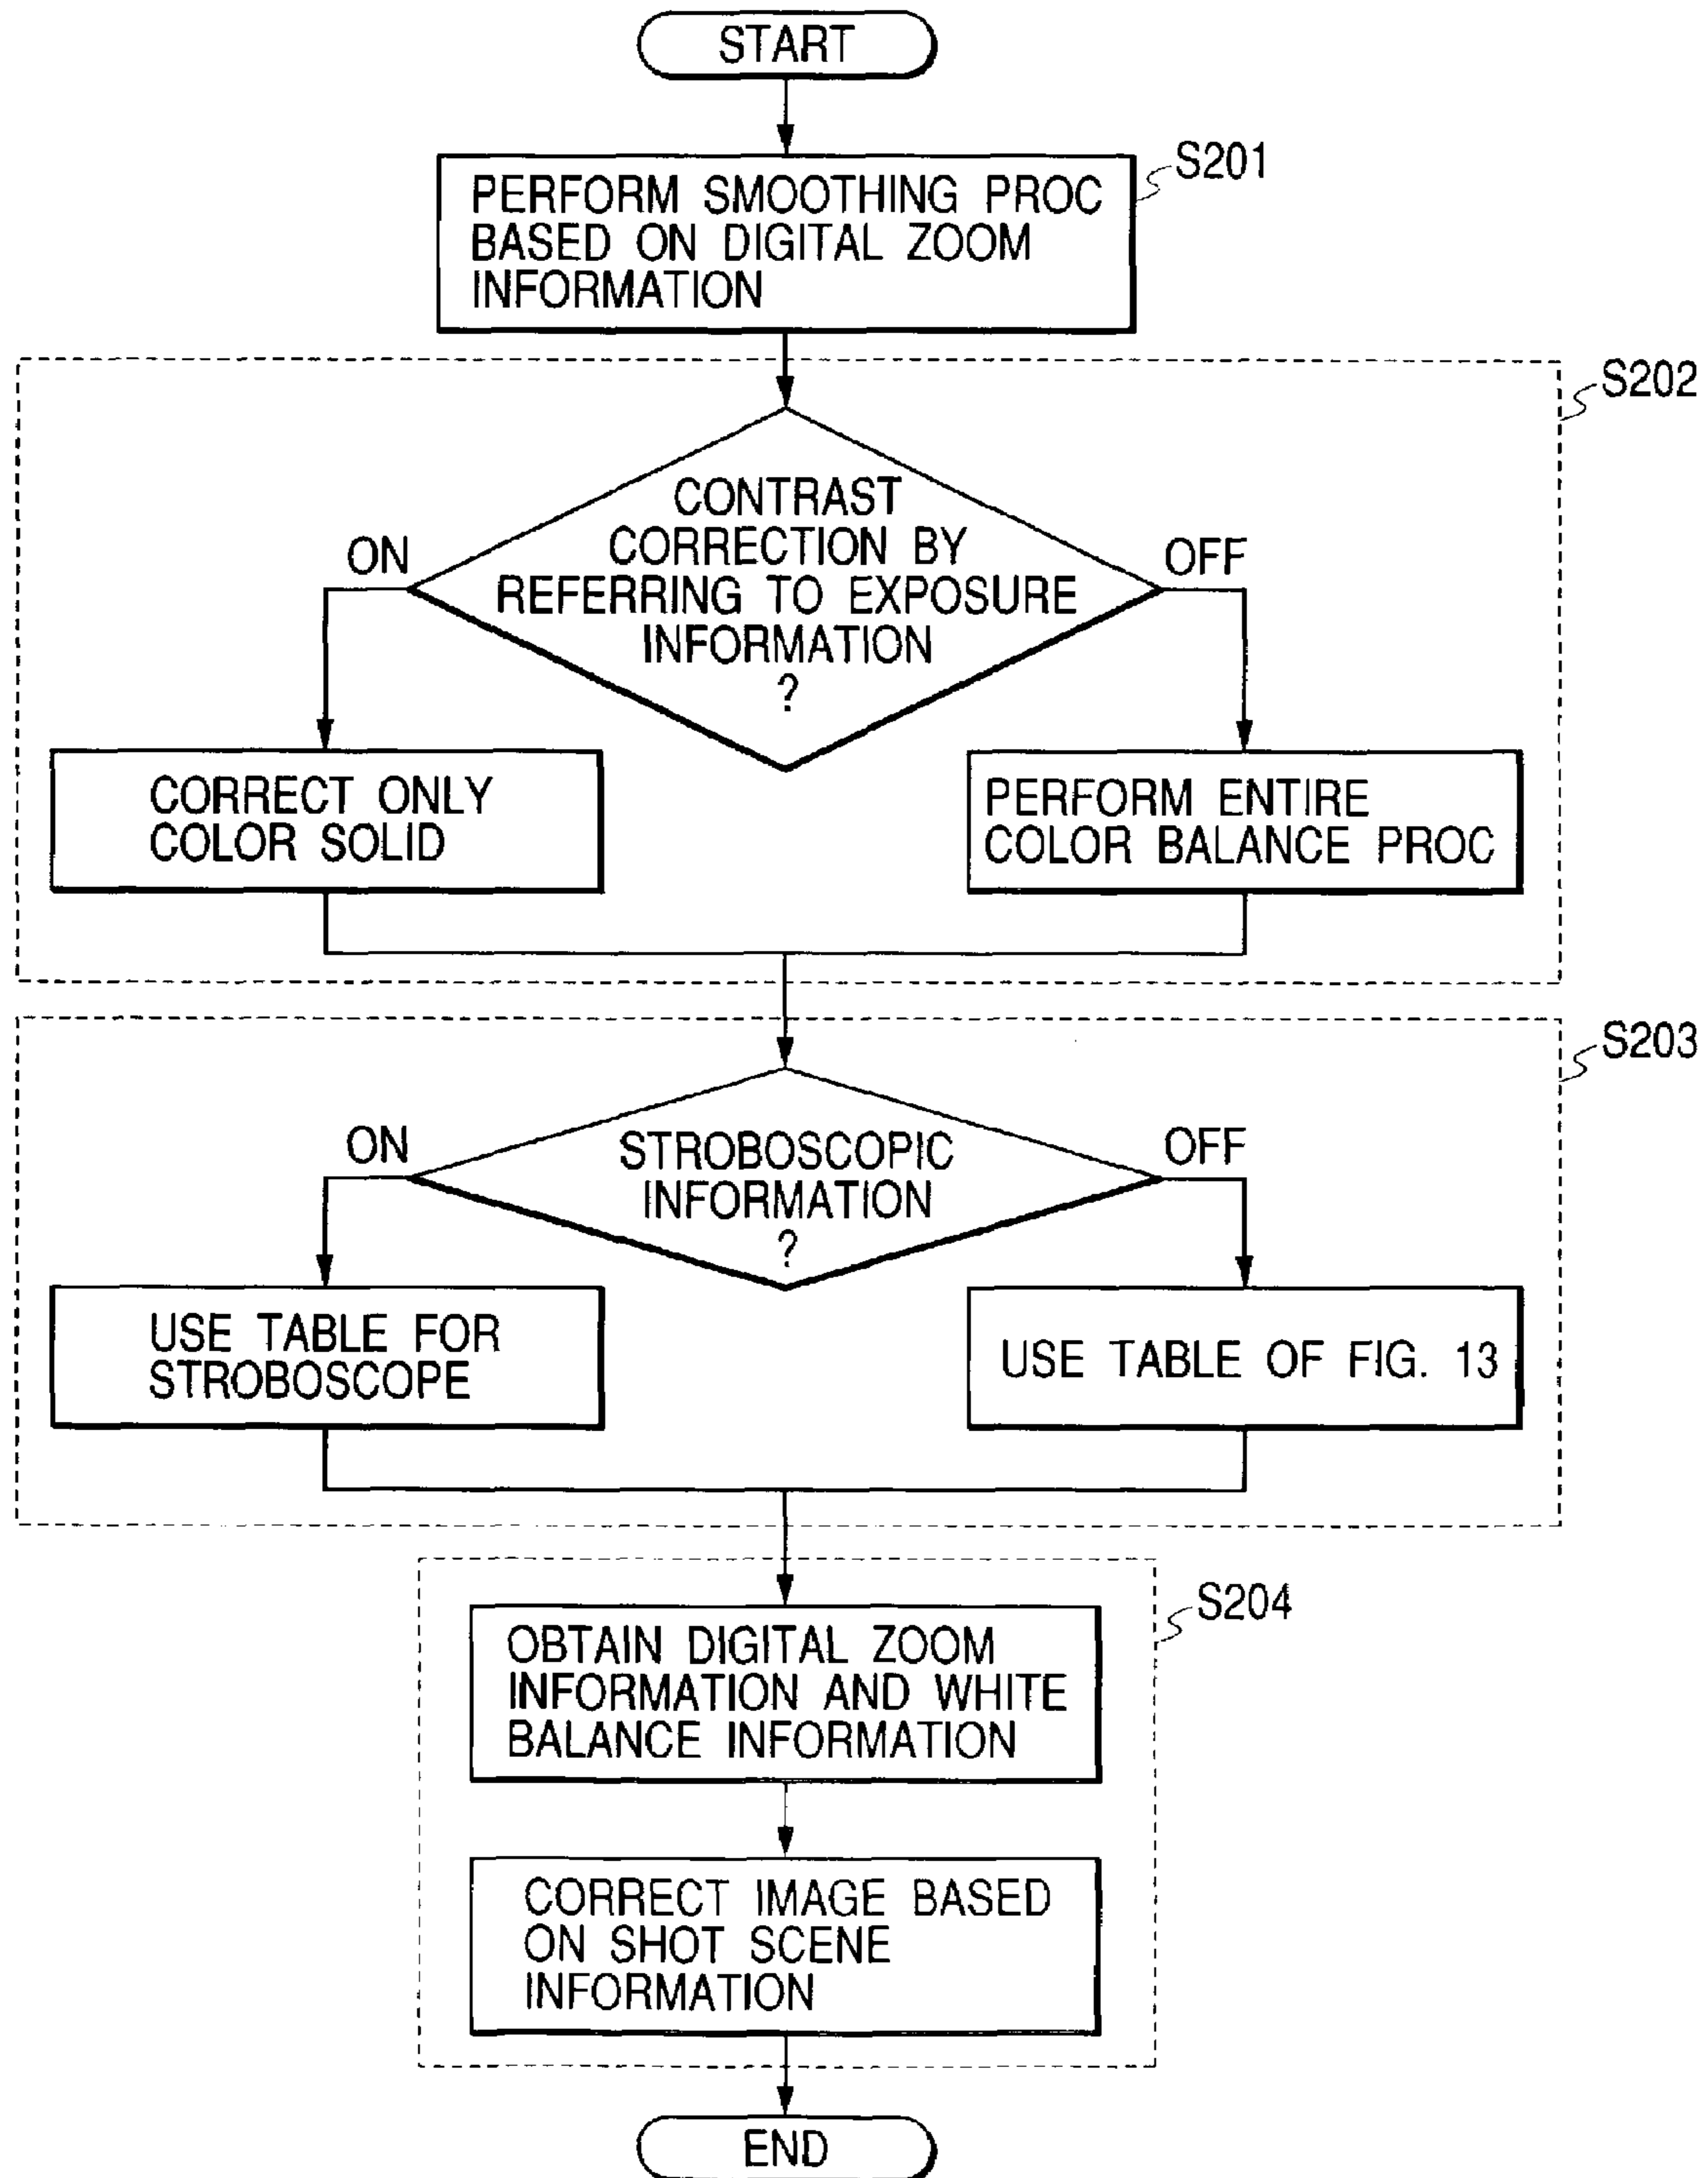 START
S201
PERFORM SMOOTHING PROC
BASED ON DIGITAL ZOOM
INFORMATION
S202
CONTRAST
CORRECTION BY
REFERRING TO EXPOSURE
INFORMATION
?
ON
OFF
CORRECT ONLY
COLOR SOLID
PERFORM ENTIRE
COLOR BALANCE PROC
S203
STROBOSCOPIC
INFORMATION
?
ON
OFF
USE TABLE FOR
STROBOSCOPE
USE TABLE OF FIG. 13
S204
OBTAIN DIGITAL ZOOM
INFORMATION AND WHITE
BALANCE INFORMATION
CORRECT IMAGE BASED
ON SHOT SCENE
INFORMATION
END